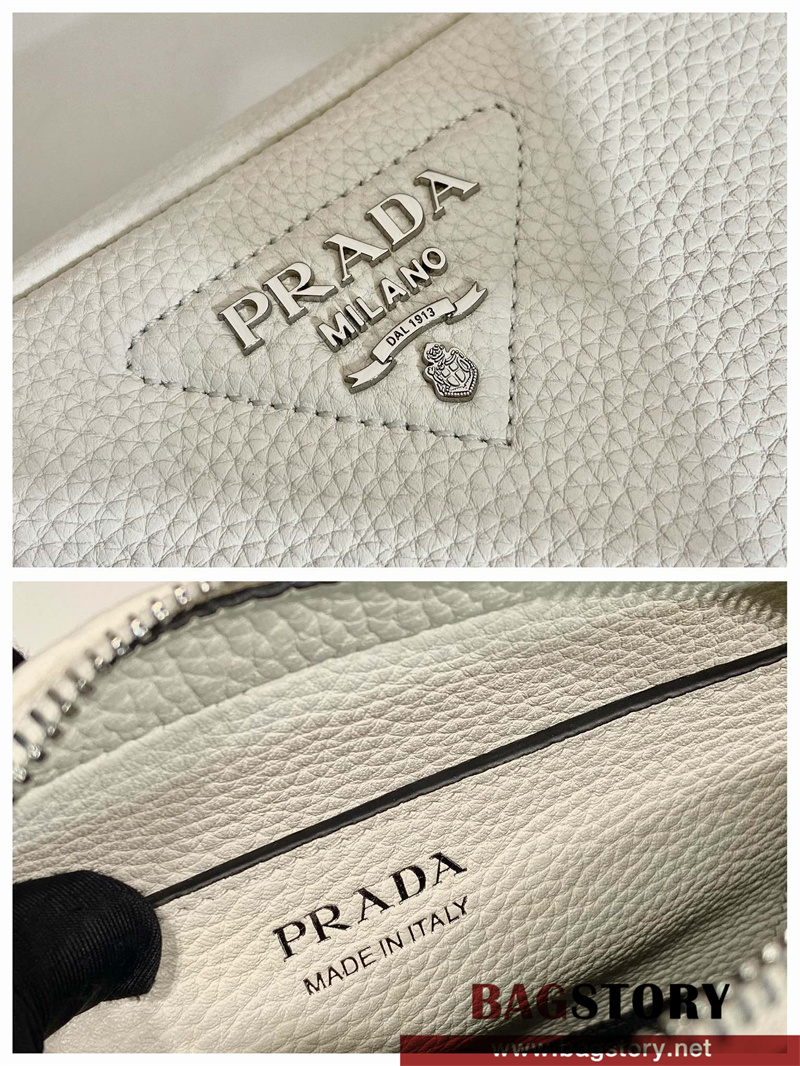 PRADA
MILANO
DAL 1913
PRADA
MADE IN ITALY
BAGSTORY
www.bagstory.net